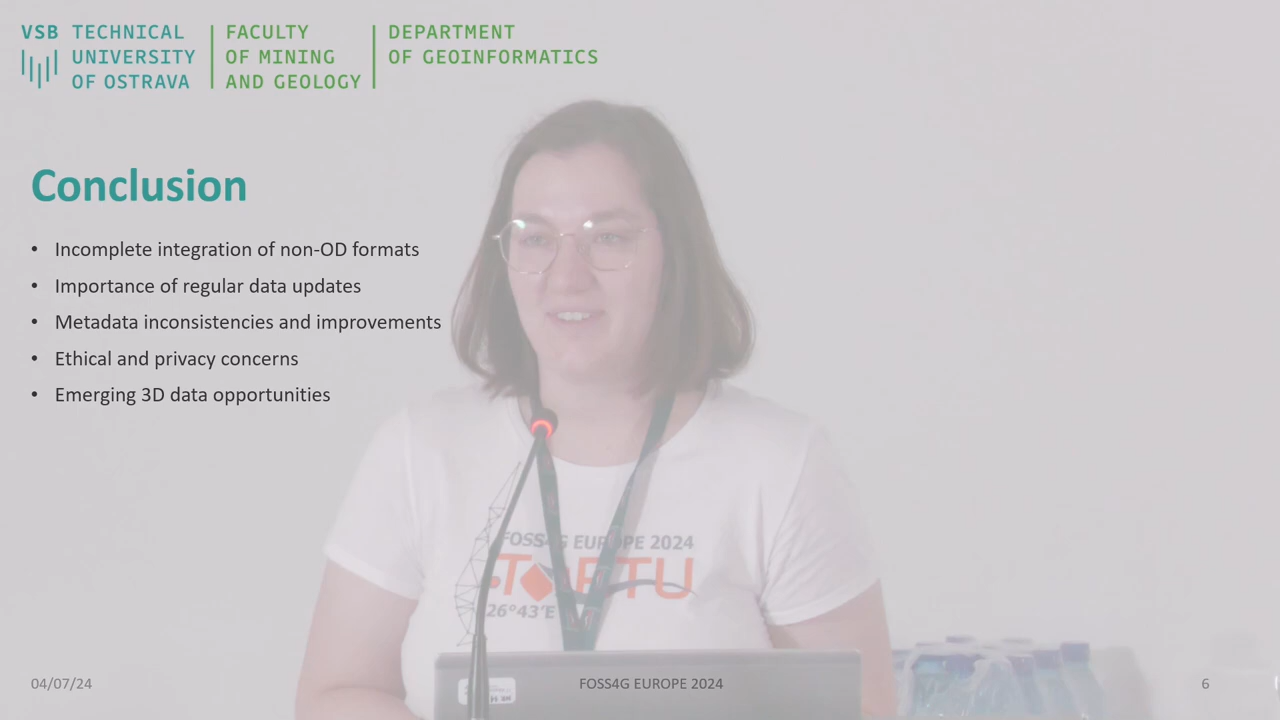 VSB TECHNICAL UNIVERSITY OF OSTRAVA
FACULTY OF MINING AND GEOLOGY
DEPARTMENT OF GEOINFORMATICS
Conclusion
• Incomplete integration of non-OD formats
• Importance of regular data updates
• Metadata inconsistencies and improvements
• Ethical and privacy concerns
• Emerging 3D data opportunities
FOSS4G EUROPE 2024
TARTU
26°43'E
04/07/24
FOSS4G EUROPE 2024
6